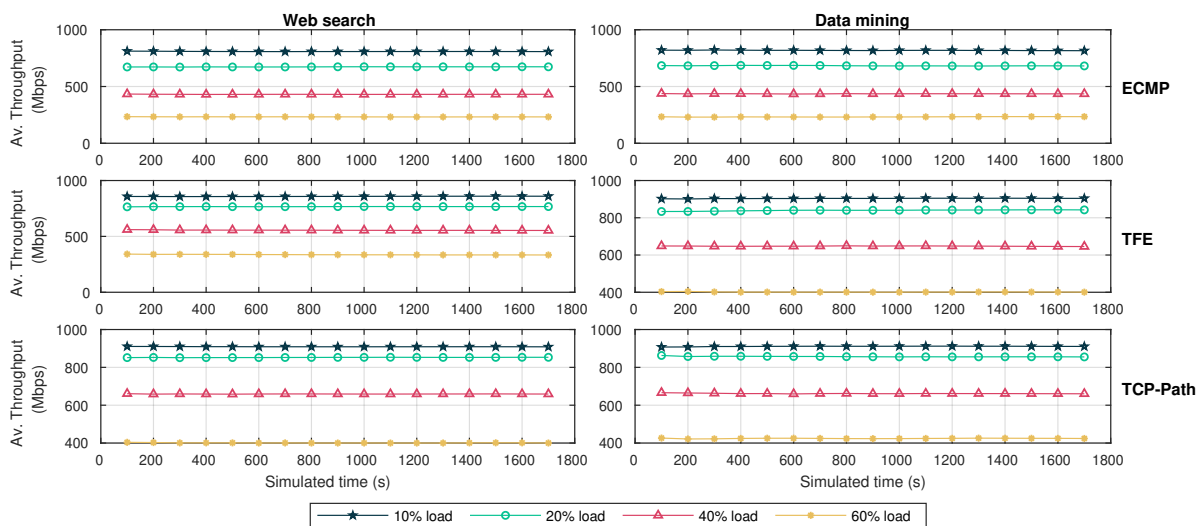 Web search
Data mining
Av. Throughput
(Mbps)
1000
500
0
0 200 400 600 800 1000 1200 1400 1600 1800
1000
500
0
0 200 400 600 800 1000 1200 1400 1600 1800
ECMP
Av. Throughput
(Mbps)
1000
500
0
0 200 400 600 800 1000 1200 1400 1600 1800
1000
800
600
400
0 200 400 600 800 1000 1200 1400 1600 1800
TFE
Av. Throughput
(Mbps)
1000
800
600
400
0 200 400 600 800 1000 1200 1400 1600 1800
Simulated time (s)
1000
800
600
400
0 200 400 600 800 1000 1200 1400 1600 1800
Simulated time (s)
TCP-Path
10% load 20% load 40% load 60% load